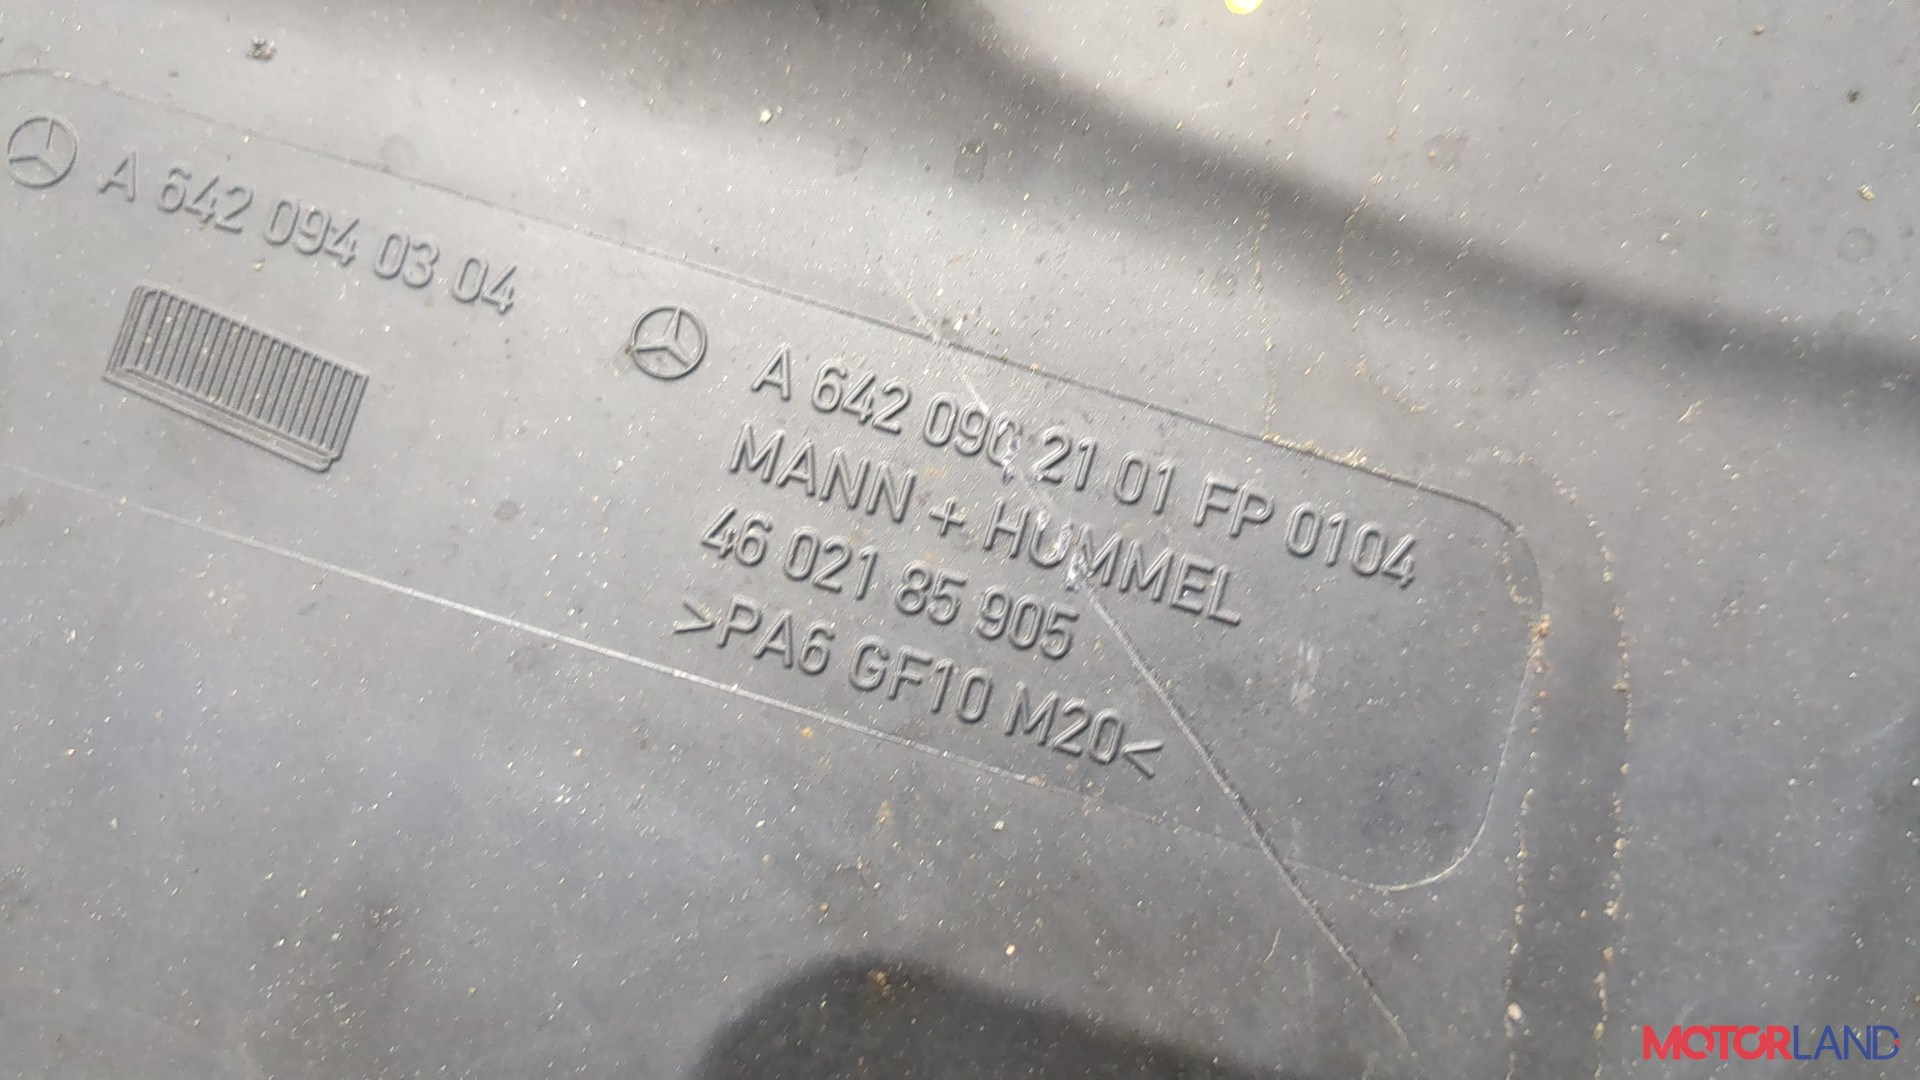 A 642 094 03 04
A 642 090 21 01 FP 0104
MANN + HUMMEL
46 021 85 905
>PA6 GF10 M20<
MOTORLAND